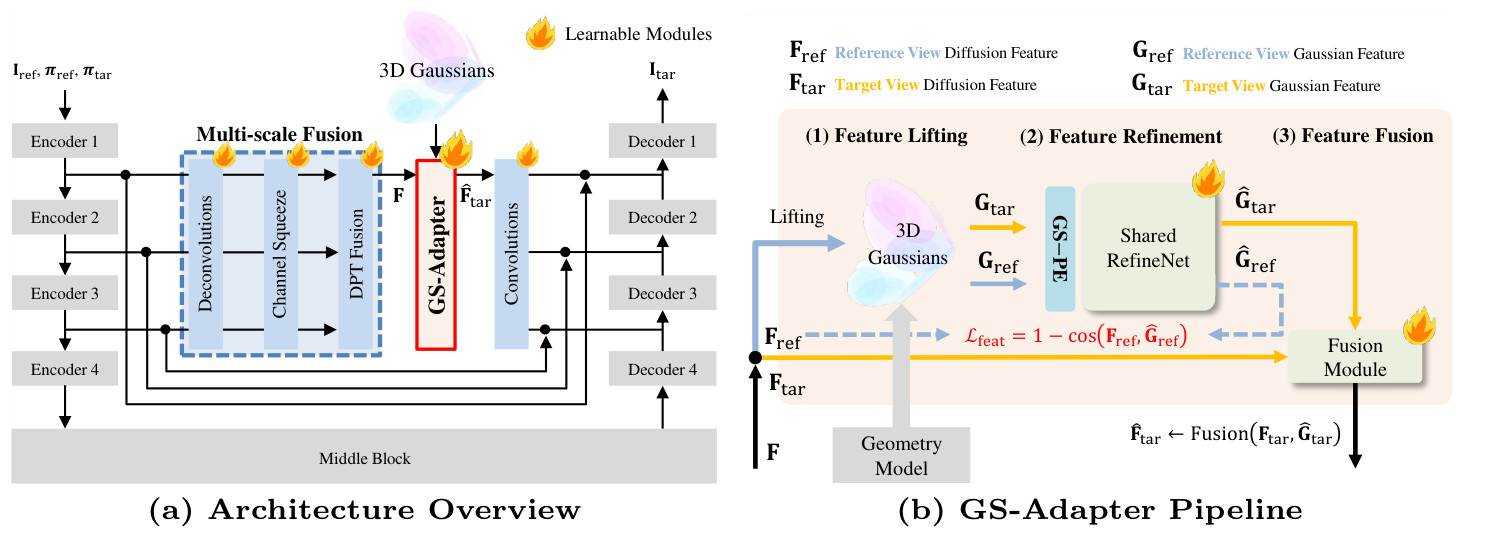 Learnable Modules
3D Gaussians
I_ref, π_ref, π_tar
I_tar
Encoder 1
Encoder 2
Encoder 3
Encoder 4
Multi-scale Fusion
Deconvolutions
Channel Squeeze
DPT Fusion
F
GS-Adapter
F̂_tar
Convolutions
Decoder 1
Decoder 2
Decoder 3
Decoder 4
Middle Block
(a) Architecture Overview
F_ref Reference View Diffusion Feature
F_tar Target View Diffusion Feature
G_ref Reference View Gaussian Feature
G_tar Target View Gaussian Feature
(1) Feature Lifting
(2) Feature Refinement
(3) Feature Fusion
Lifting
3D
Gaussians
G_tar
G_ref
GS-PE
Shared
RefineNet
Ĝ_tar
Ĝ_ref
F_ref
ℒ_feat = 1 − cos(F_ref, Ĝ_ref)
F_tar
Fusion
Module
F
Geometry
Model
F̂_tar ← Fusion(F_tar, Ĝ_tar)
(b) GS-Adapter Pipeline